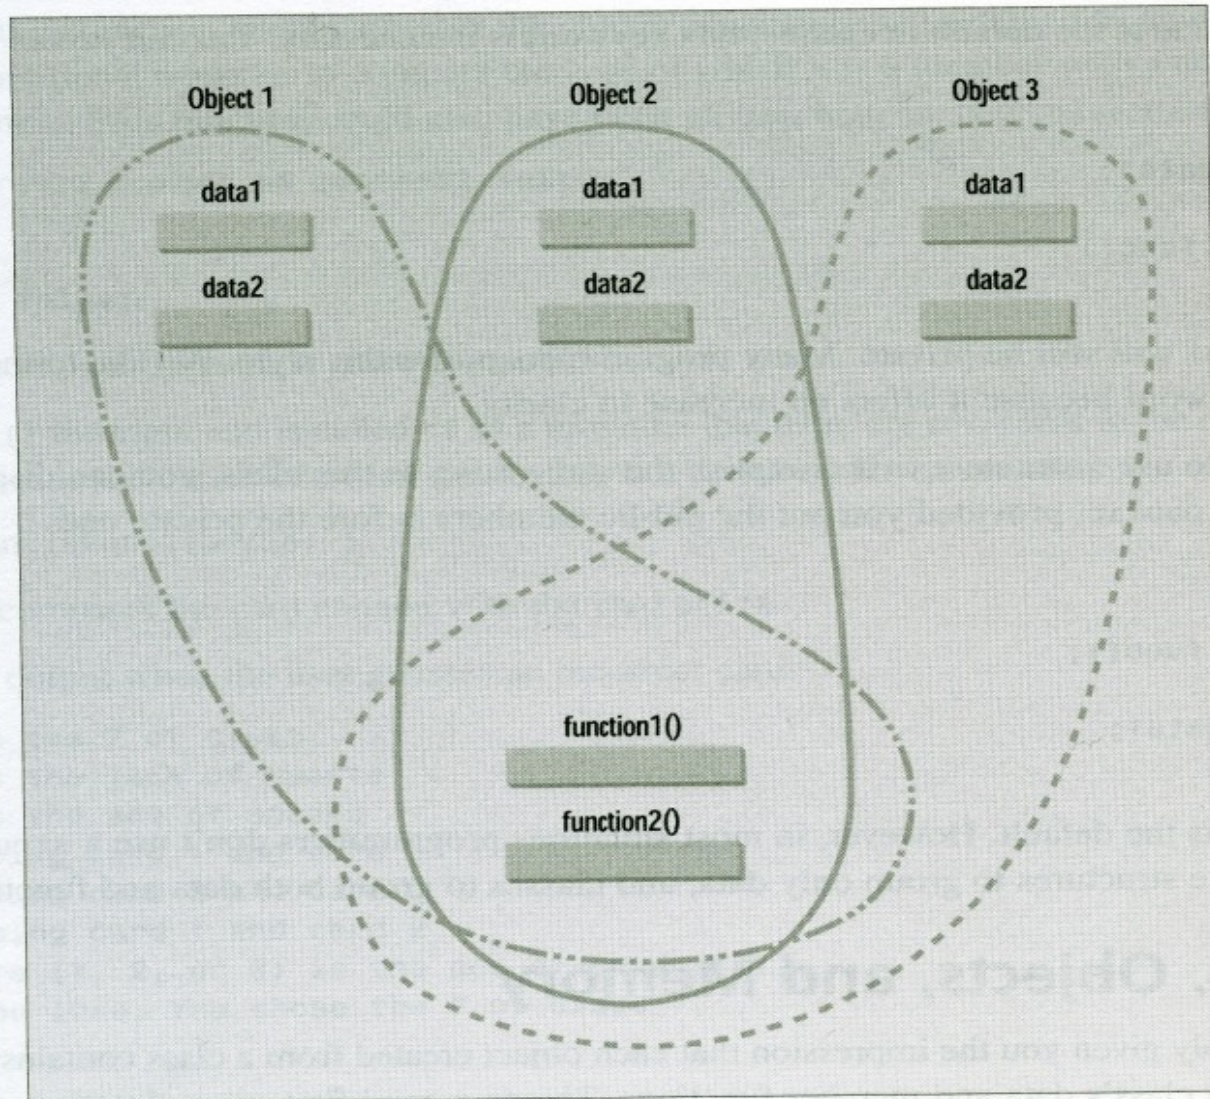 Object 1 Object 2 Object 3
data1 data1 data1
data2 data2 data2
function1()
function2()